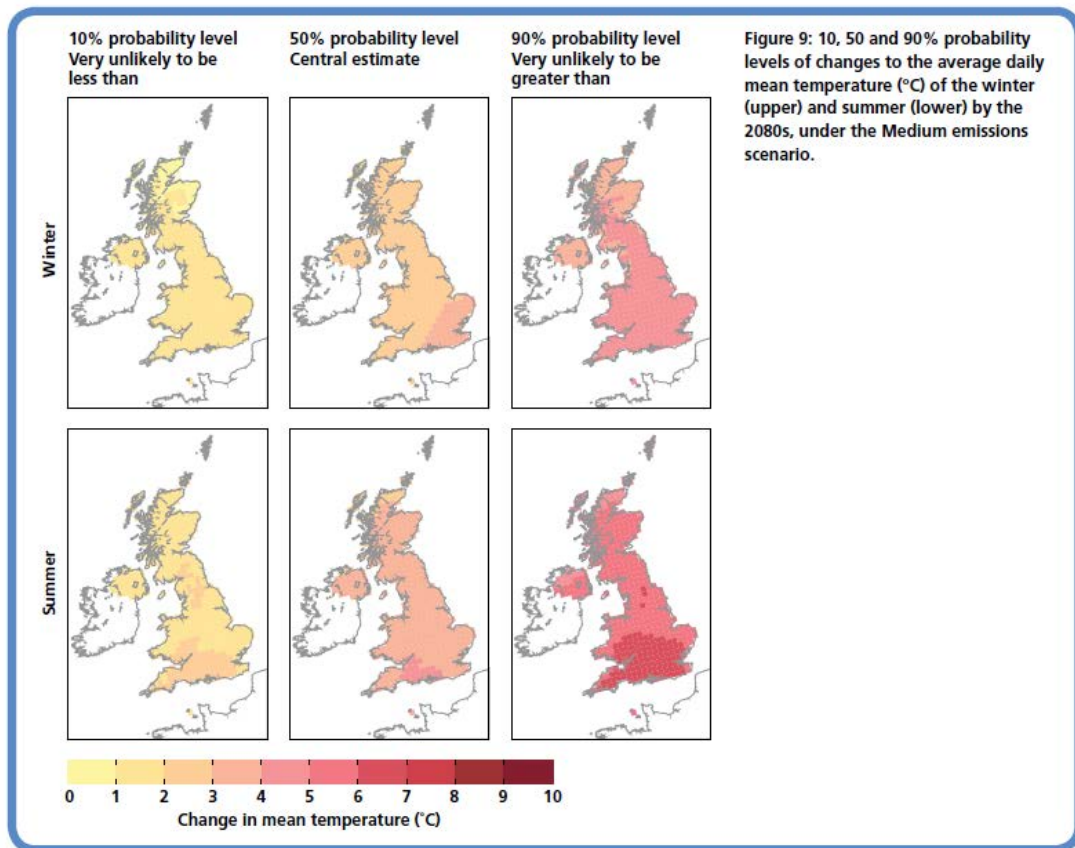 10% probability level
Very unlikely to be
less than
50% probability level
Central estimate
90% probability level
Very unlikely to be
greater than
Figure 9: 10, 50 and 90% probability
levels of changes to the average daily
mean temperature (ºC) of the winter
(upper) and summer (lower) by the
2080s, under the Medium emissions
scenario.
Winter
Summer
0 1 2 3 4 5 6 7 8 9 10
Change in mean temperature (˚C)